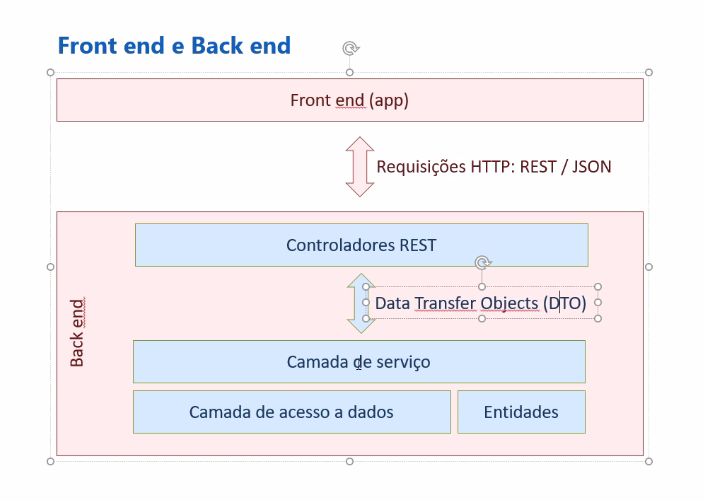 Front end e Back end
Front end (app)
Requisições HTTP: REST / JSON
Controladores REST
Data Transfer Objects (DTO)
Back end
Camada de serviço
Camada de acesso a dados
Entidades